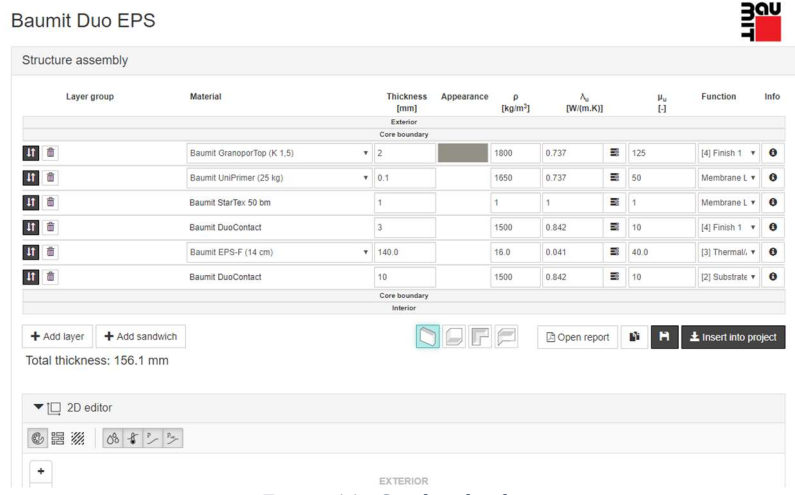 Baumit Duo EPS
BAU
MIT
Structure assembly
Layer group Material Thickness [mm] Appearance ρ [kg/m³] λu [W/(m.K)] μu [-] Function Info
Exterior
Core boundary
Baumit GranoporTop (K 1,5) 2 1800 0.737 125 [4] Finish 1
Baumit UniPrimer (25 kg) 0.1 1650 0.737 50 Membrane L
Baumit StarTex 50 bm 1 1 1 1 Membrane L
Baumit DuoContact 3 1500 0.842 10 [4] Finish 1
Baumit EPS-F (14 cm) 140.0 16.0 0.041 40.0 [3] Thermal/
Baumit DuoContact 10 1500 0.842 10 [2] Substrate
Core boundary
Interior
Add layer Add sandwich Open report Insert into project
Total thickness: 156.1 mm
2D editor
+
EXTERIOR